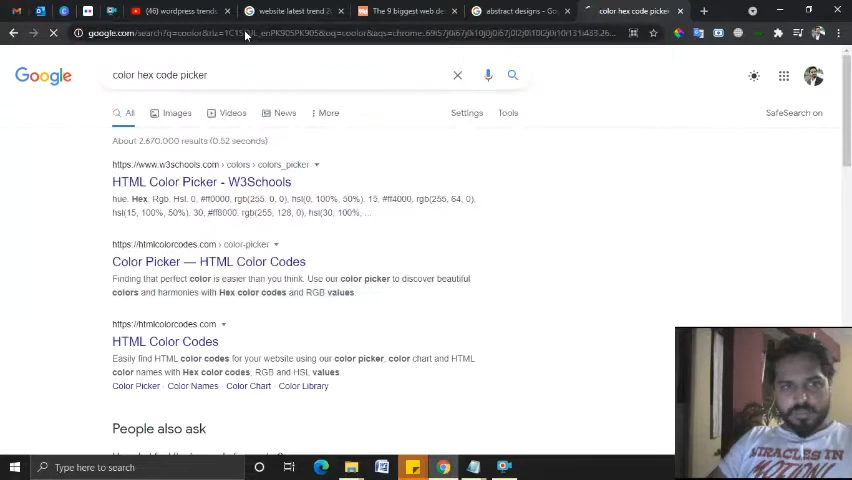 (46) wordpress trends
website latest trend 20
The 9 biggest web de
abstract designs - Go
color hex code picker
Google
color hex code picker
All
Images
Videos
News
More
Settings
Tools
SafeSearch on
About 2,670,000 results (0.52 seconds)
https://www.w3schools.com › colors › colors_picker
HTML Color Picker - W3Schools
hue, Hex, Rgb, Hsl. 0, #ff0000, rgb(255, 0, 0), hsl(0, 100%, 50%). 15, #ff4000, rgb(255, 64, 0),
hsl(15, 100%, 50%). 30, #ff8000, rgb(255, 128, 0), hsl(30, 100%, ...
https://htmlcolorcodes.com › color-picker
Color Picker — HTML Color Codes
Finding that perfect color is easier than you think. Use our color picker to discover beautiful
colors and harmonies with Hex color codes and RGB values.
https://htmlcolorcodes.com
HTML Color Codes
Easily find HTML color codes for your website using our color picker, color chart and HTML
color names with Hex color codes, RGB and HSL values.
Color Picker · Color Names · Color Chart · Color Library
People also ask
MIRACLES IN
MOTION!
Type here to search